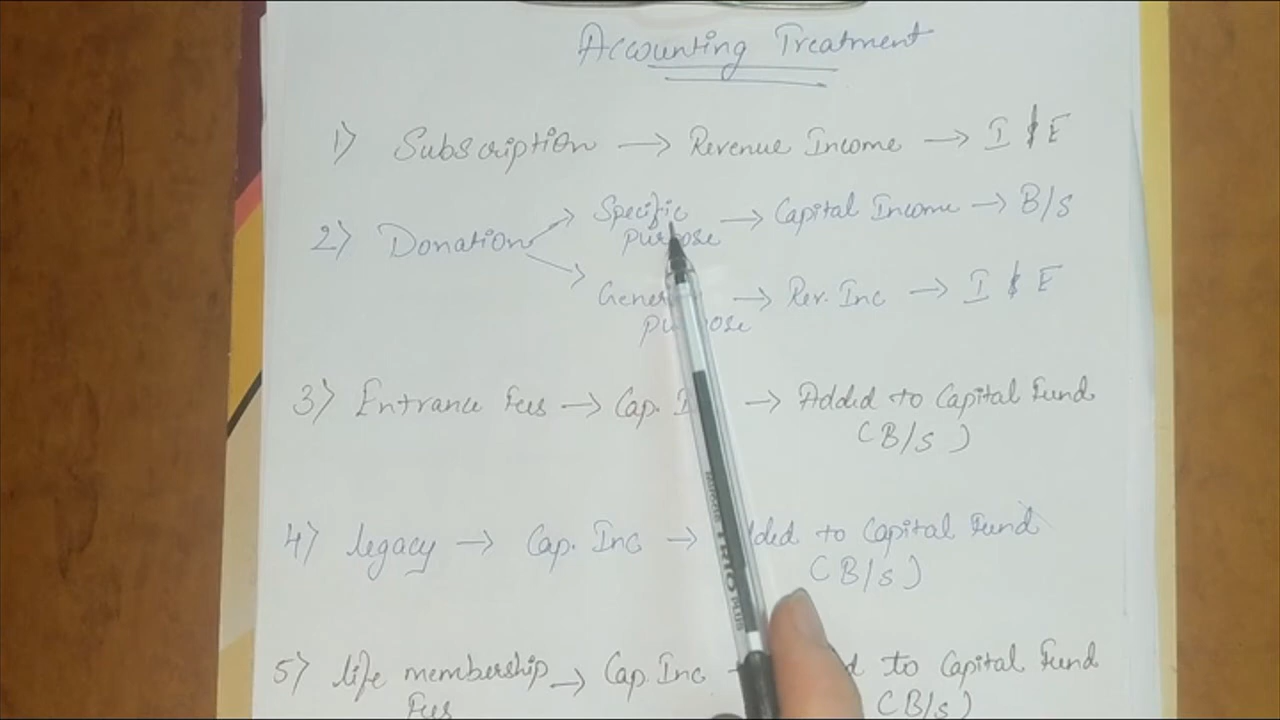 Accounting Treatment
1) Subscription → Revenue Income → I & E
2) Donation → Specific purpose → Capital Income → B/S
→ → Rev. Inc → I & E
3) Entrance Fees → Cap. → Added to Capital Fund
(B/S)
4) legacy → Cap. Inc → to Capital Fund
(B/S)
5) life membership Fees → Cap. Inc to Capital Fund
(B/S)
TRIO PLUS